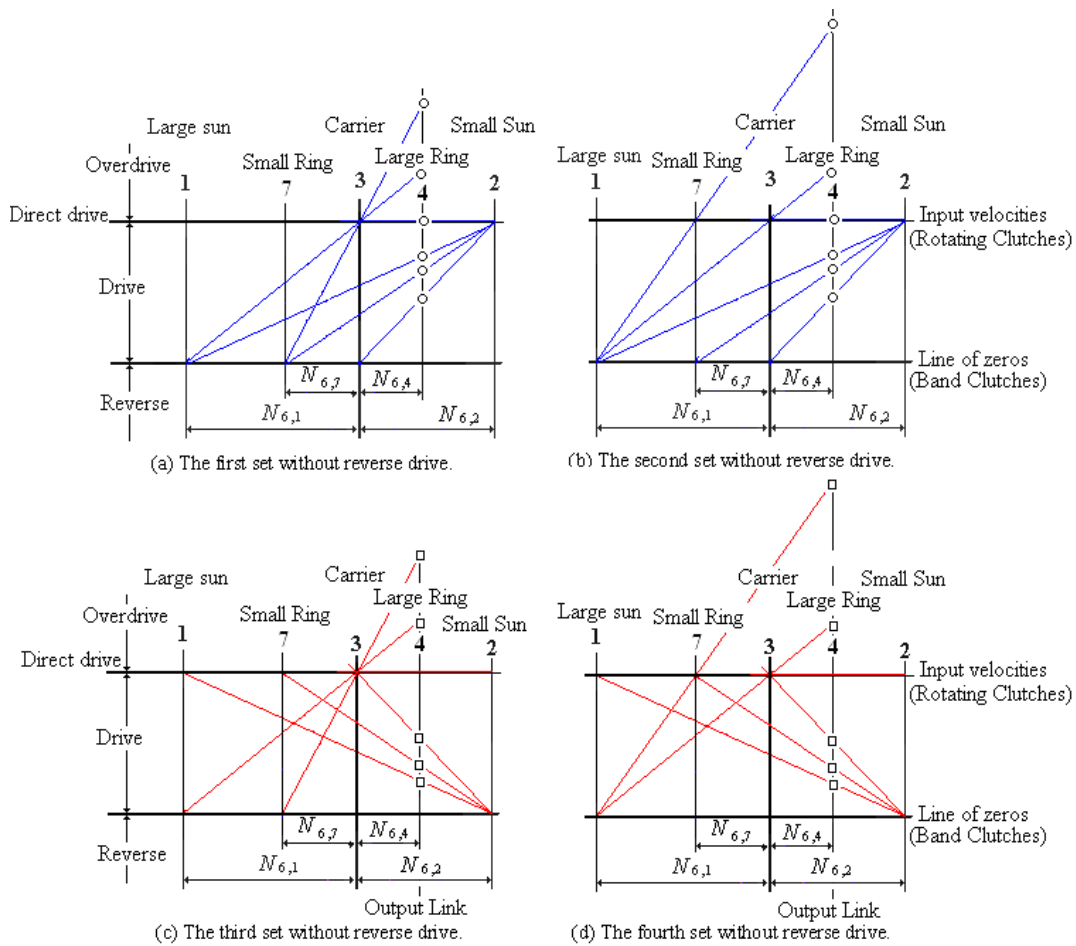 Large sun
Carrier
Small Sun
Overdrive
Small Ring
Large Ring
1
7
3
4
2
Direct drive
Drive
Reverse
N6,7
N6,4
N6,1
N6,2
(a) The first set without reverse drive.
Carrier
Small Sun
Large sun
Small Ring
Large Ring
1
7
3
4
2
Input velocities
(Rotating Clutches)
Line of zeros
(Band Clutches)
N6,7
N6,4
N6,1
N6,2
(b) The second set without reverse drive.
Large sun
Carrier
Large Ring
Overdrive
Small Ring
Small Sun
1
7
3
4
2
Direct drive
Drive
Reverse
N6,7
N6,4
N6,1
N6,2
Output Link
(c) The third set without reverse drive.
Carrier
Small Sun
Large sun
Large Ring
Small Ring
1
7
3
4
2
Input velocities
(Rotating Clutches)
Line of zeros
(Band Clutches)
N6,7
N6,4
N6,1
N6,2
Output Link
(d) The fourth set without reverse drive.